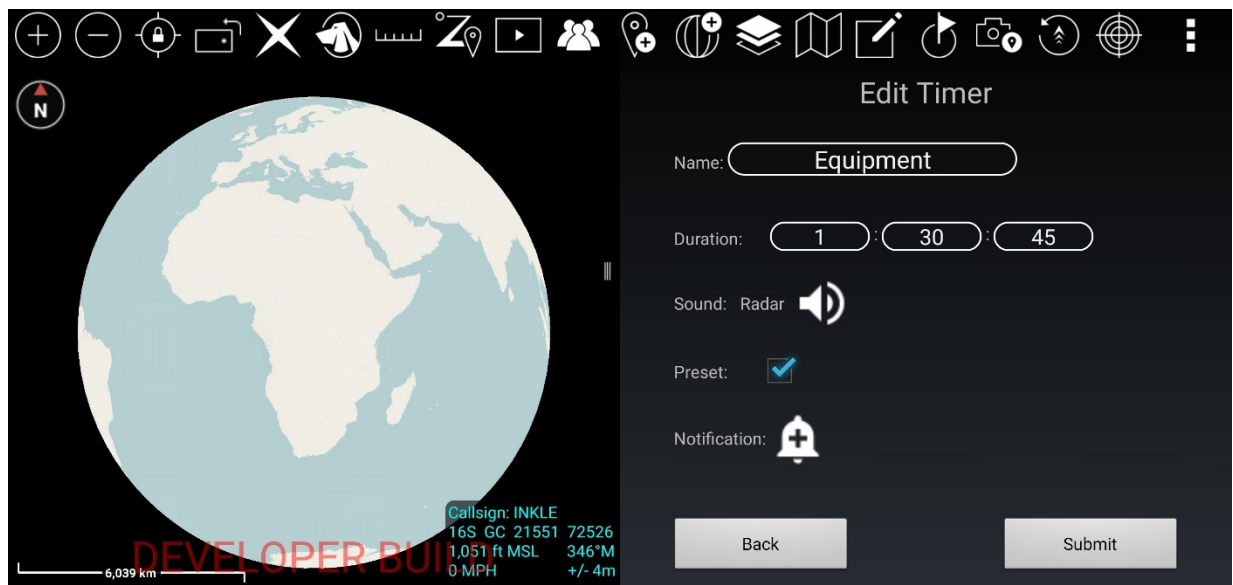 N
Callsign: INKLE
16S GC 21551 72526
1,051 ft MSL 346°M
0 MPH +/- 4m
DEVELOPER BUILD
6,039 km
Edit Timer
Name: Equipment
Duration: 1 : 30 : 45
Sound: Radar
Preset:
Notification:
Back Submit